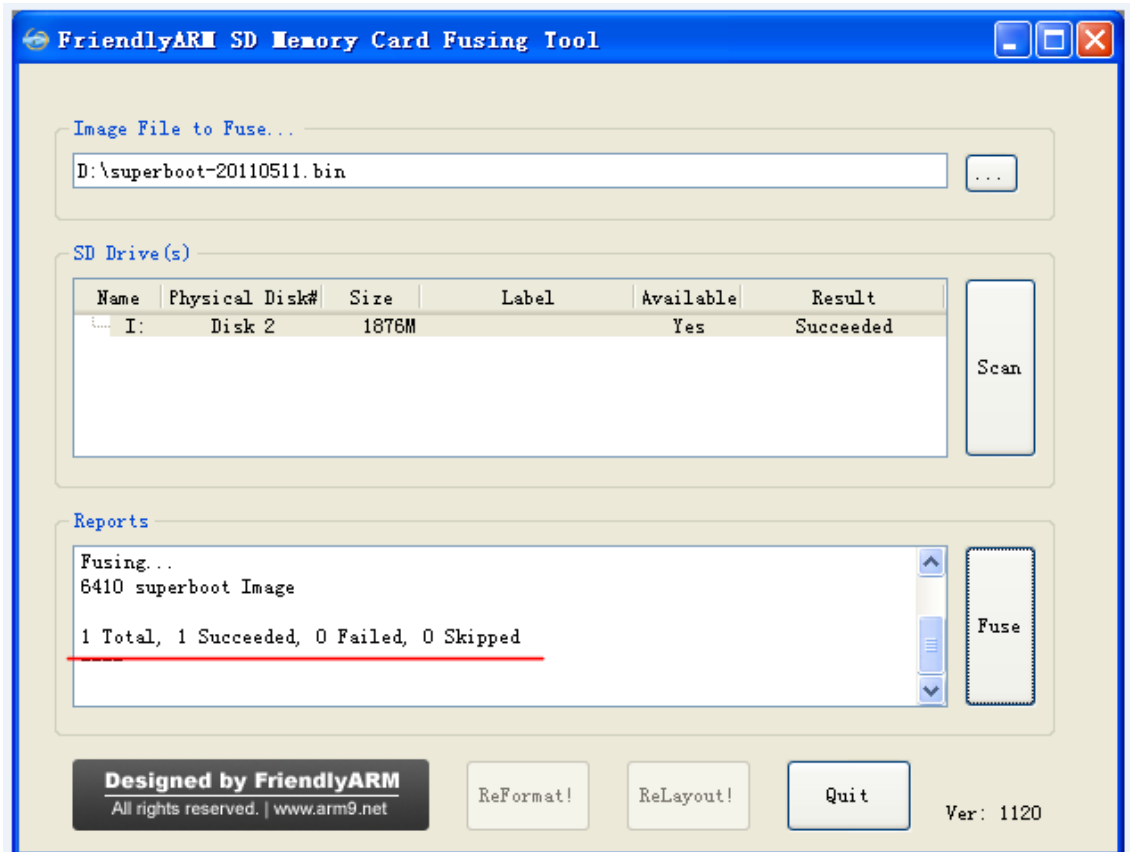 FriendlyARM SD Memory Card Fusing Tool
Image File to Fuse...
D:\superboot-20110511.bin
...
SD Drive(s)
Name Physical Disk# Size Label Available Result
I: Disk 2 1876M Yes Succeeded
Scan
Reports
Fusing...
6410 superboot Image
1 Total, 1 Succeeded, 0 Failed, 0 Skipped
----
Fuse
Designed by FriendlyARM
All rights reserved. | www.arm9.net
ReFormat!
ReLayout!
Quit
Ver: 1120